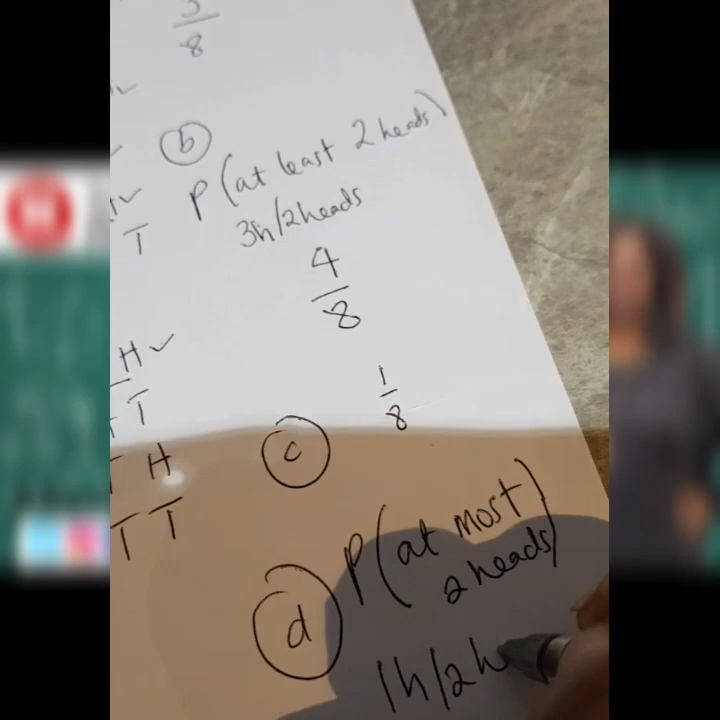 3
8
b
P (at least 2 heads)
3h/2heads
4
8
T
H
T
1
8
c
H
T T
P (at most
2 heads)
d
1h/2h